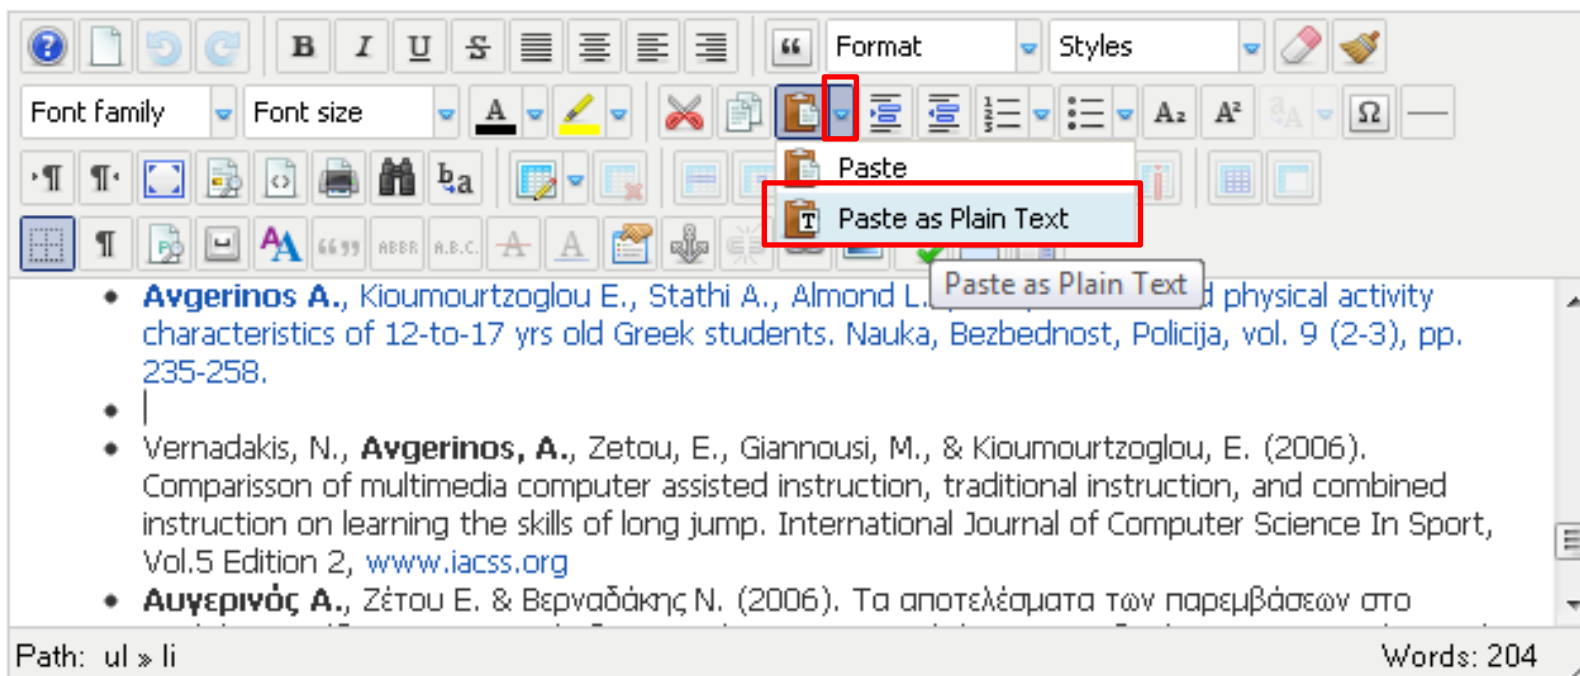 B I U S Format Styles
Font family Font size A A₂ A² Ω
Paste
Paste as Plain Text
ABBR A.B.C. A A
Paste as Plain Text
Avgerinos A., Kioumourtzoglou E., Stathi A., Almond L. physical activity
characteristics of 12-to-17 yrs old Greek students. Nauka, Bezbednost, Policija, vol. 9 (2-3), pp.
235-258.
Vernadakis, N., Avgerinos, A., Zetou, E., Giannousi, M., & Kioumourtzoglou, E. (2006).
Comparisson of multimedia computer assisted instruction, traditional instruction, and combined
instruction on learning the skills of long jump. International Journal of Computer Science In Sport,
Vol.5 Edition 2, www.iacss.org
Αυγερινός Α., Ζέτου Ε. & Βερναδάκης Ν. (2006). Τα αποτελέσματα των παρεμβάσεων στο
Path: ul » li Words: 204